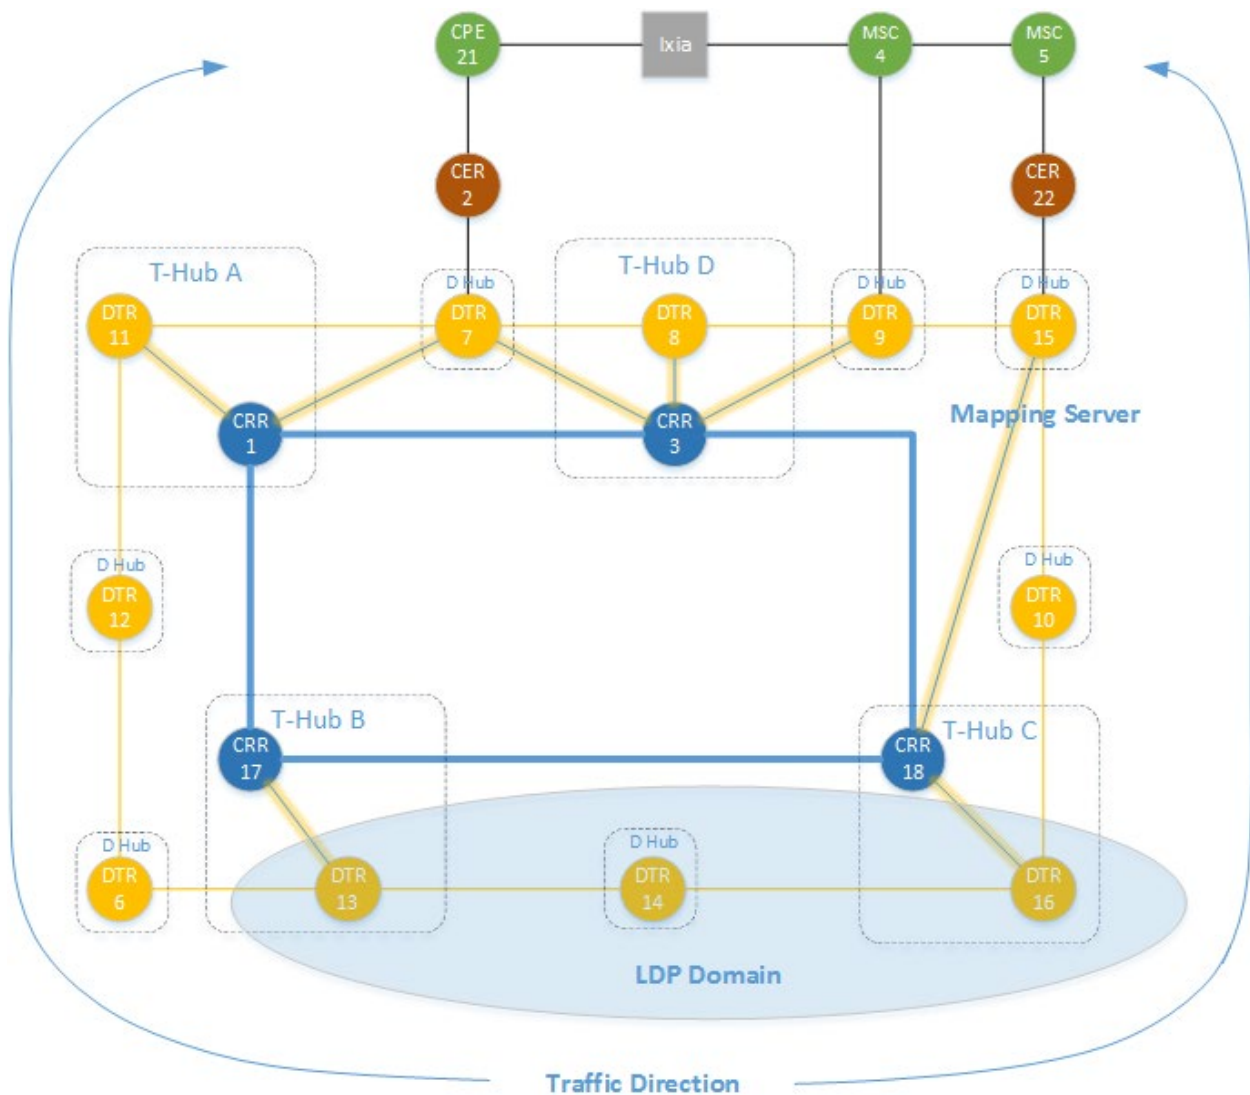 CPE
21
Ixia
MSC
4
MSC
5
CER
2
CER
22
T-Hub A
T-Hub D
D Hub
D Hub
D Hub
DTR
11
DTR
7
DTR
8
DTR
9
DTR
15
CRR
1
CRR
3
Mapping Server
D Hub
DTR
12
D Hub
DTR
10
T-Hub B
T-Hub C
CRR
17
CRR
18
D Hub
DTR
6
DTR
13
D Hub
DTR
14
DTR
16
LDP Domain
Traffic Direction